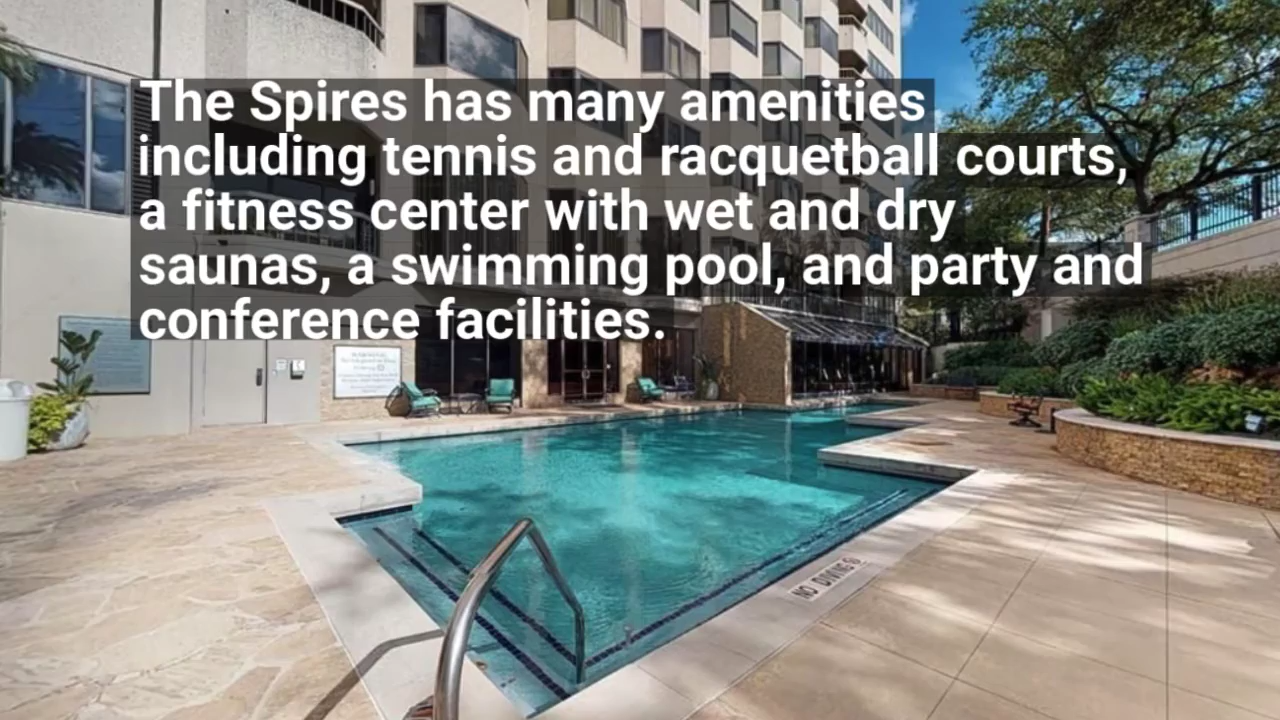 The Spires has many amenities
including tennis and racquetball courts,
a fitness center with wet and dry
saunas, a swimming pool, and party and
conference facilities.
NO DIVING